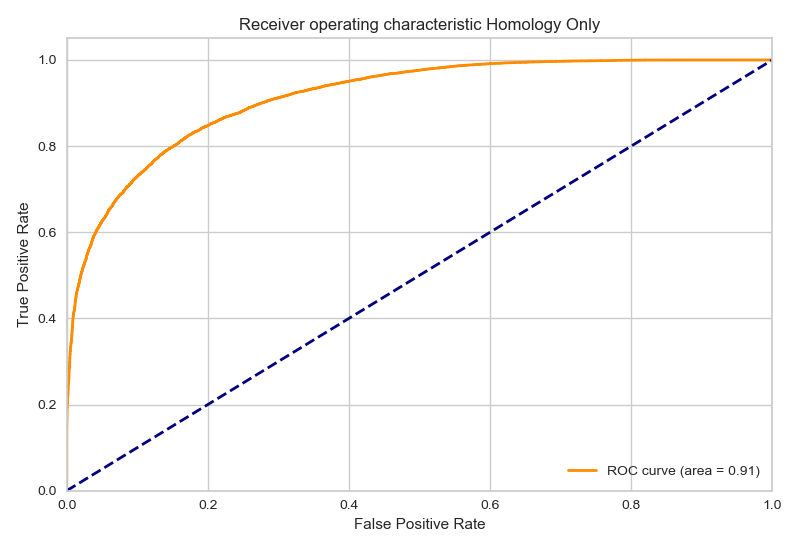 Receiver operating characteristic Homology Only
1.0
0.8
0.6
0.4
0.2
0.0
True Positive Rate
ROC curve (area = 0.91)
0.0 0.2 0.4 0.6 0.8 1.0
False Positive Rate